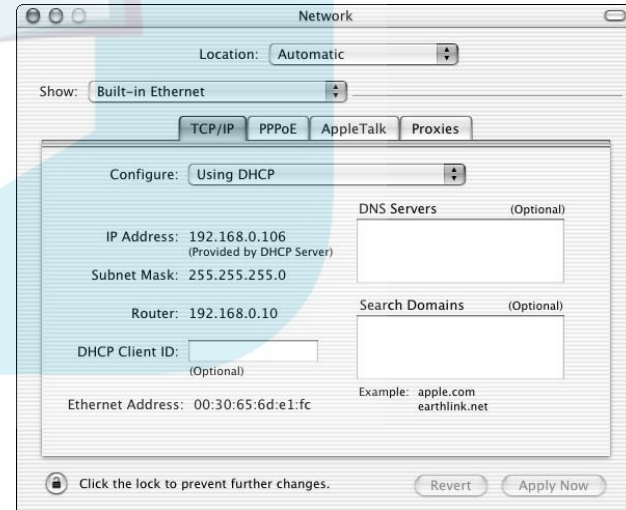 Network
Location: Automatic
Show: Built-in Ethernet
TCP/IP PPPoE AppleTalk Proxies
Configure: Using DHCP
DNS Servers (Optional)
IP Address: 192.168.0.106
(Provided by DHCP Server)
Subnet Mask: 255.255.255.0
Search Domains (Optional)
Router: 192.168.0.10
DHCP Client ID:
(Optional)
Example: apple.com
earthlink.net
Ethernet Address: 00:30:65:6d:e1:fc
Click the lock to prevent further changes.
Revert Apply Now